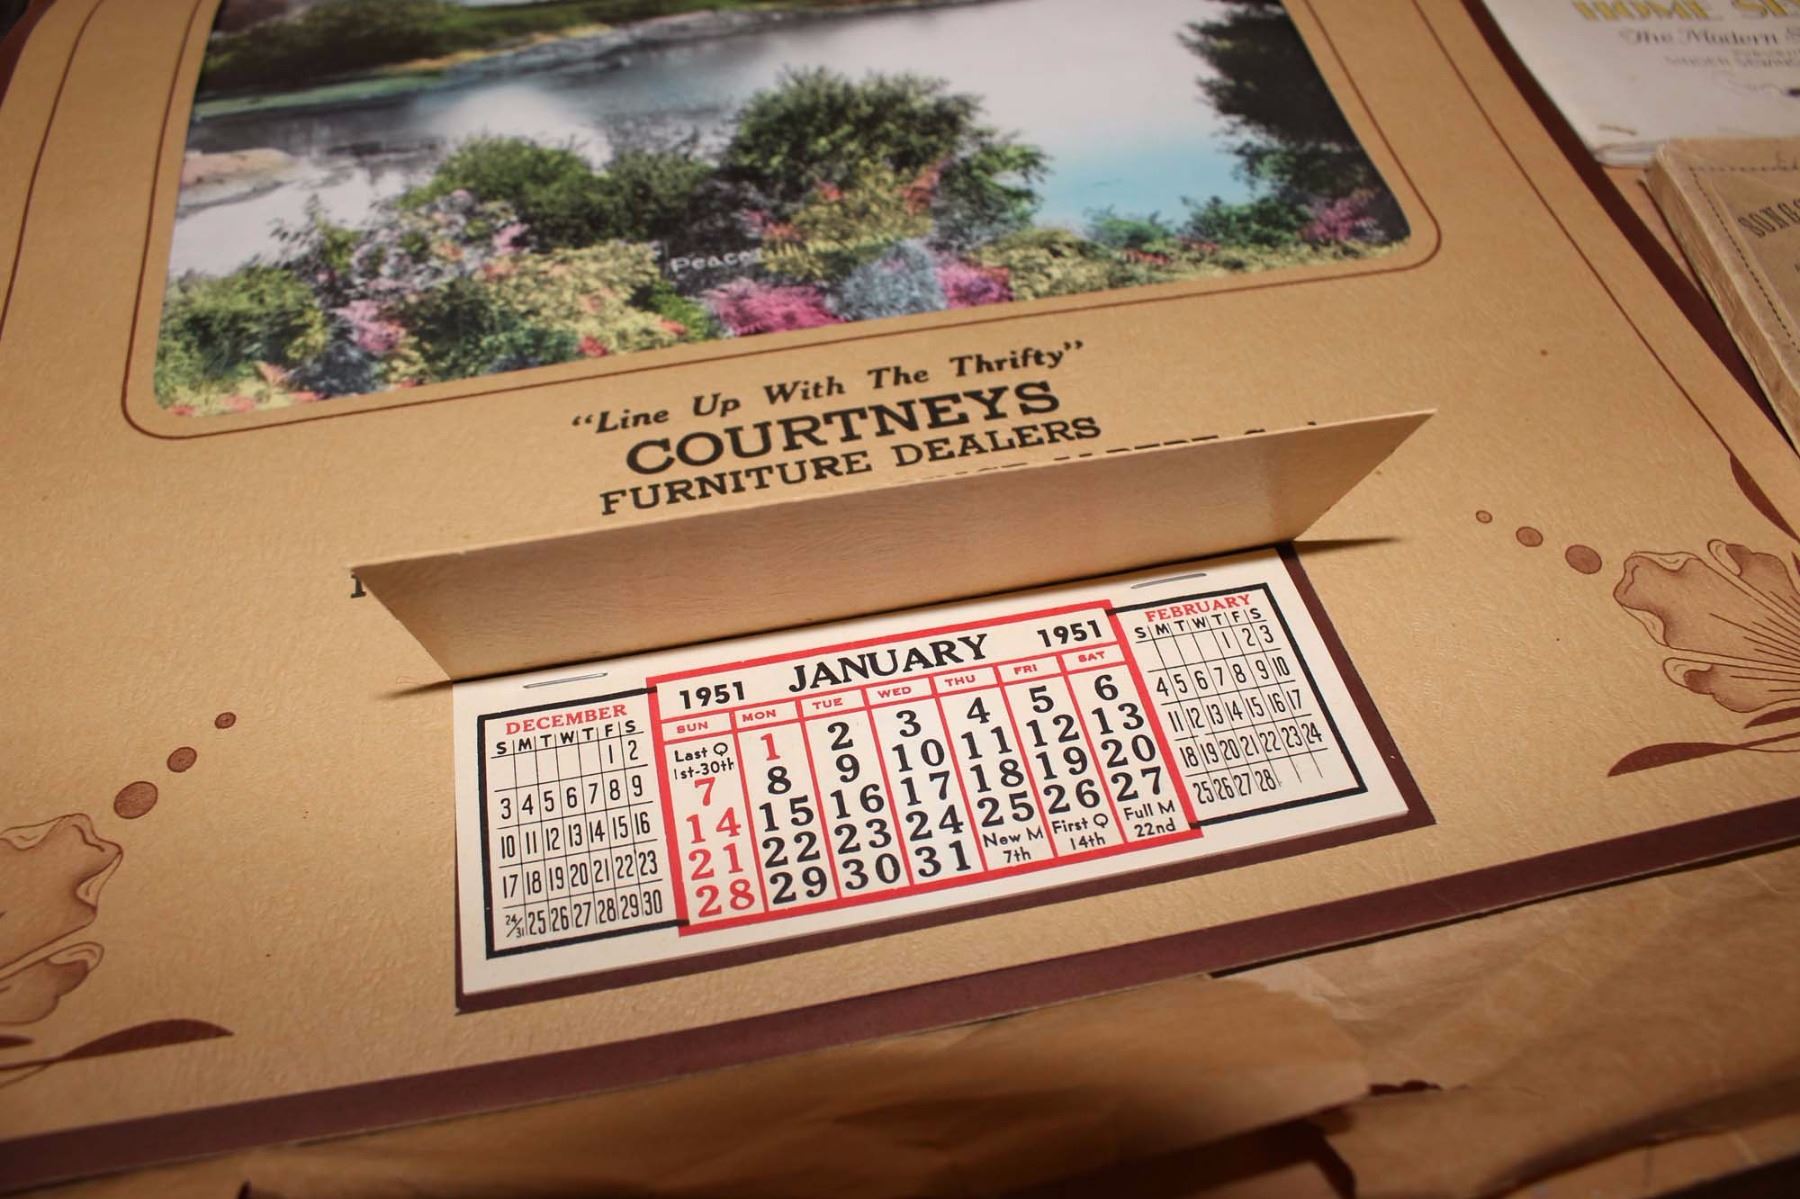 HOME
The Modern
SONGS
Peace
“Line Up With The Thrifty”
COURTNEYS
FURNITURE DEALERS
DECEMBER
S M T W T F S
1 2
3 4 5 6 7 8 9
10 11 12 13 14 15 16
17 18 19 20 21 22 23
24/31 25 26 27 28 29 30
1951 JANUARY 1951
SUN MON TUE WED THU FRI SAT
Last Q 1st-30th 1 2 3 4 5 6
7 8 9 10 11 12 13
14 15 16 17 18 19 20
21 22 23 24 25 26 27
28 29 30 31 New M 7th First Q 14th Full M 22nd
FEBRUARY
S M T W T F S
1 2 3
4 5 6 7 8 9 10
11 12 13 14 15 16 17
18 19 20 21 22 23 24
25 26 27 28